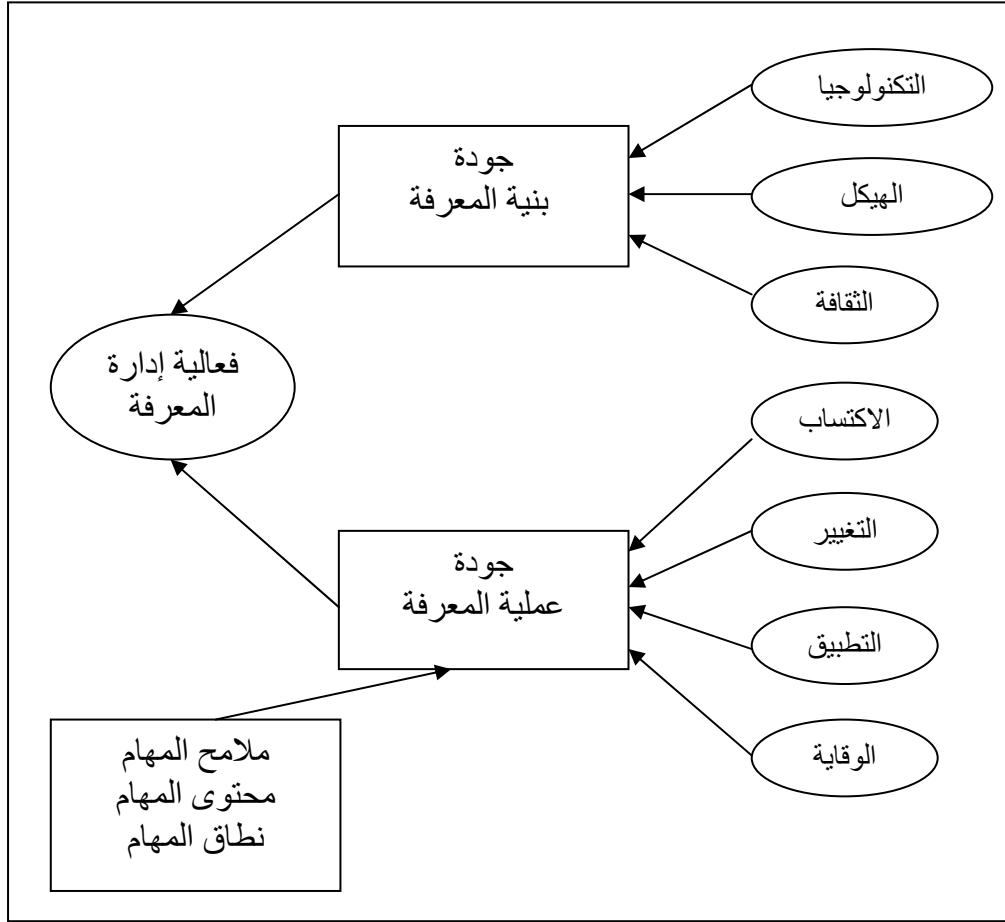 التكنولوجيا
جودة
بنية المعرفة
الهيكل
الثقافة
فعالية إدارة
المعرفة
الاكتساب
التغيير
جودة
عملية المعرفة
التطبيق
الوقاية
ملامح المهام
محتوى المهام
نطاق المهام